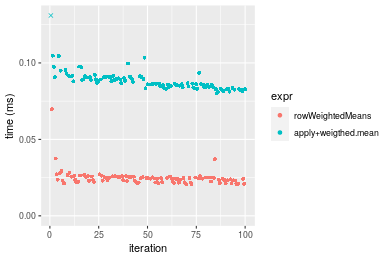 0.10
0.05
0.00
0
25
50
75
100
time (ms)
iteration
expr
rowWeightedMeans
apply+weigthed.mean